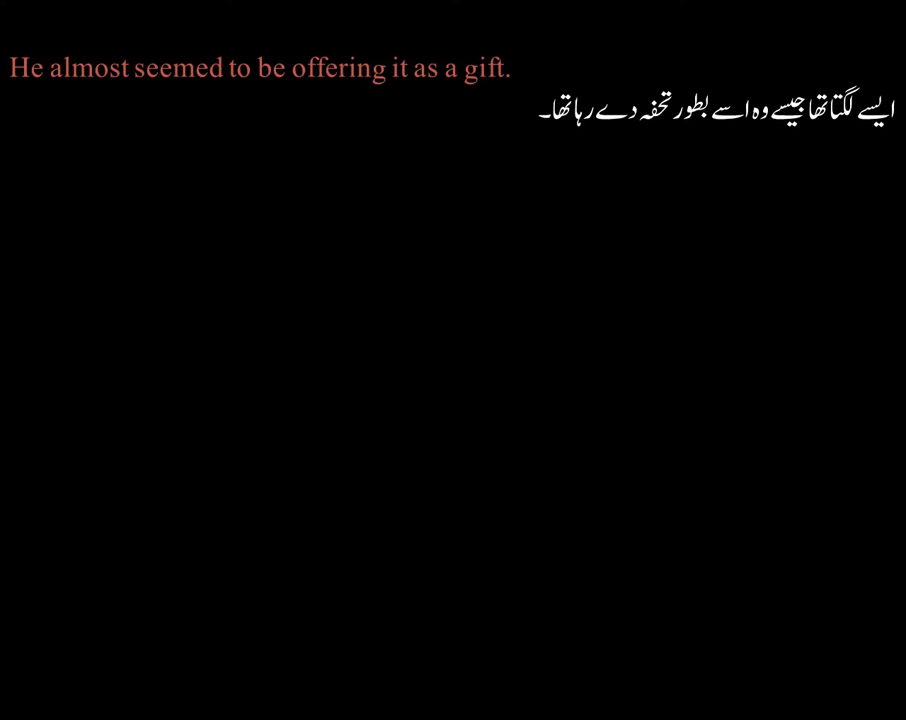 He almost seemed to be offering it as a gift.
ایسے لگتا تھا جیسے وہ اسے بطور تحفہ دے رہا تھا۔